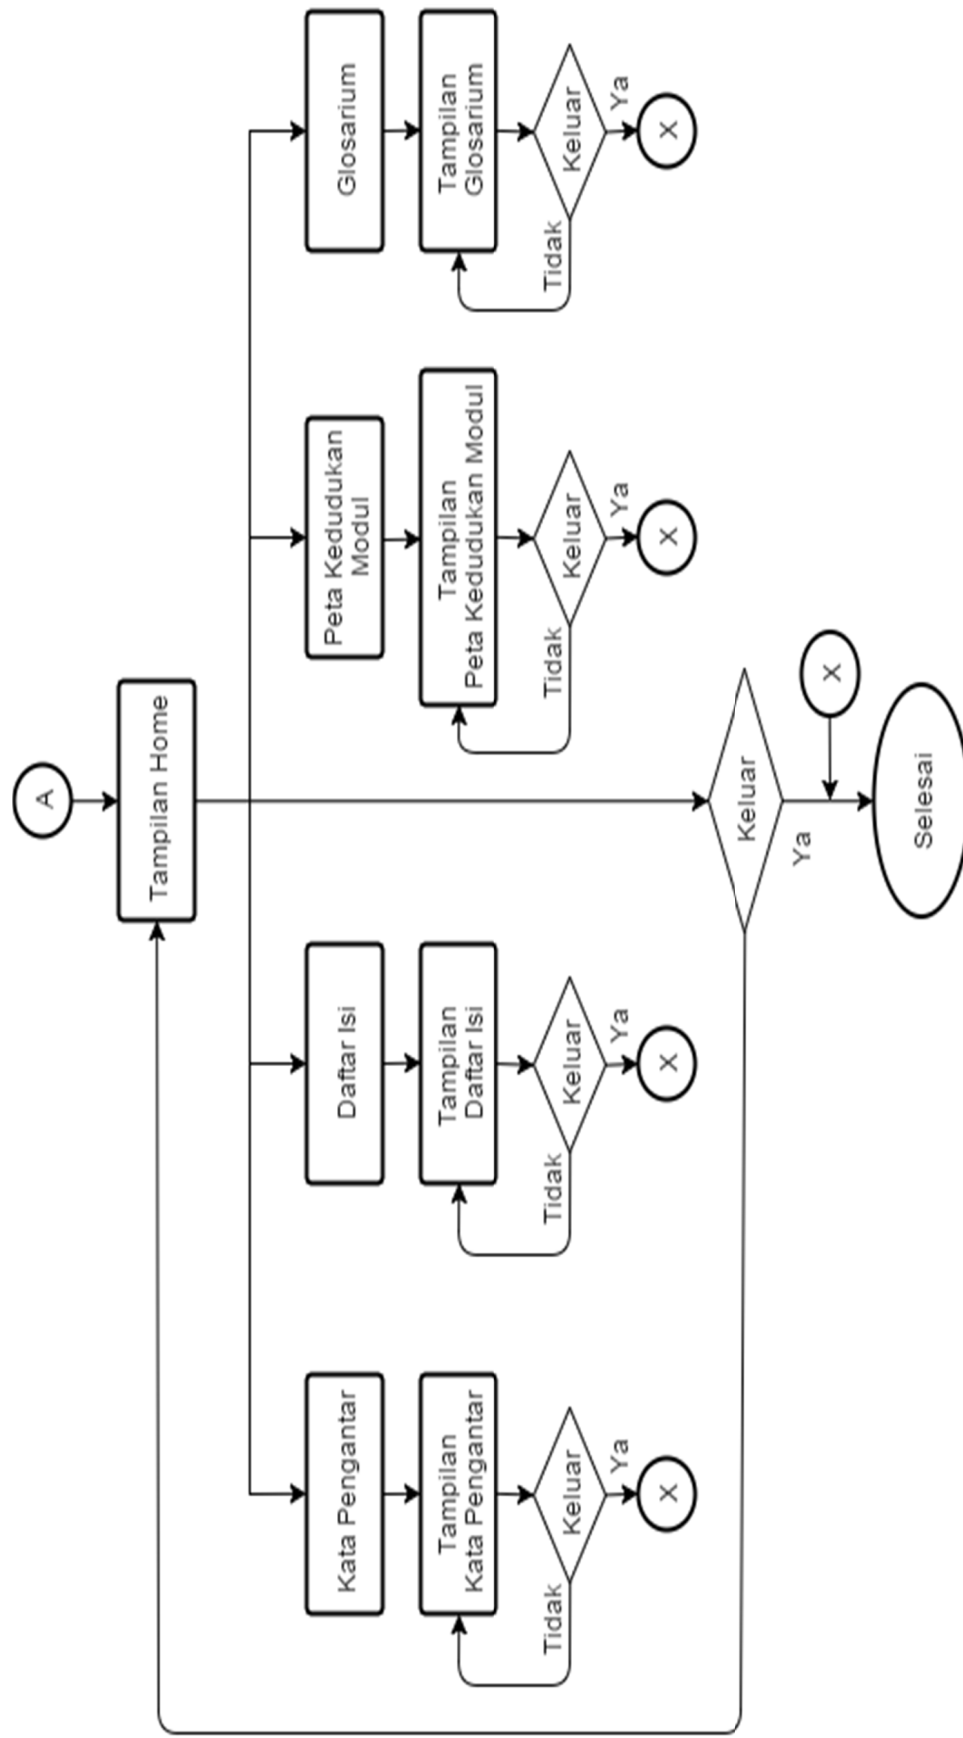 A
Tampilan Home
Kata Pengantar
Daftar Isi
Peta Kedudukan
Modul
Glosarium
Tampilan
Kata Pengantar
Tampilan
Daftar Isi
Tampilan
Peta Kedudukan Modul
Tampilan
Glosarium
Tidak
Keluar
Ya
X
Tidak
Keluar
Ya
X
Tidak
Keluar
Ya
X
Tidak
Keluar
Ya
X
Keluar
Ya
X
Selesai